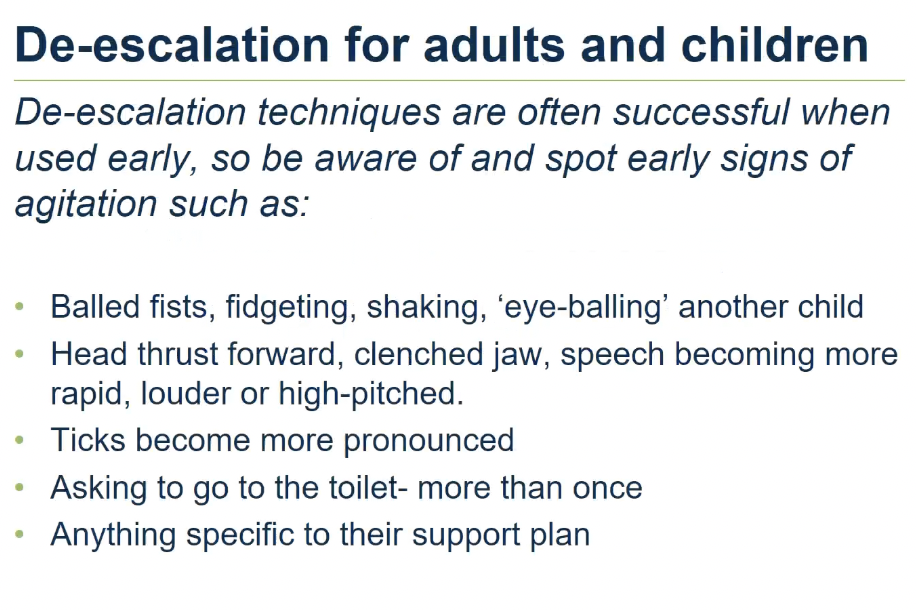 De-escalation for adults and children
De-escalation techniques are often successful when
used early, so be aware of and spot early signs of
agitation such as:
• Balled fists, fidgeting, shaking, ‘eye-balling’ another child
• Head thrust forward, clenched jaw, speech becoming more
rapid, louder or high-pitched.
• Ticks become more pronounced
• Asking to go to the toilet- more than once
• Anything specific to their support plan